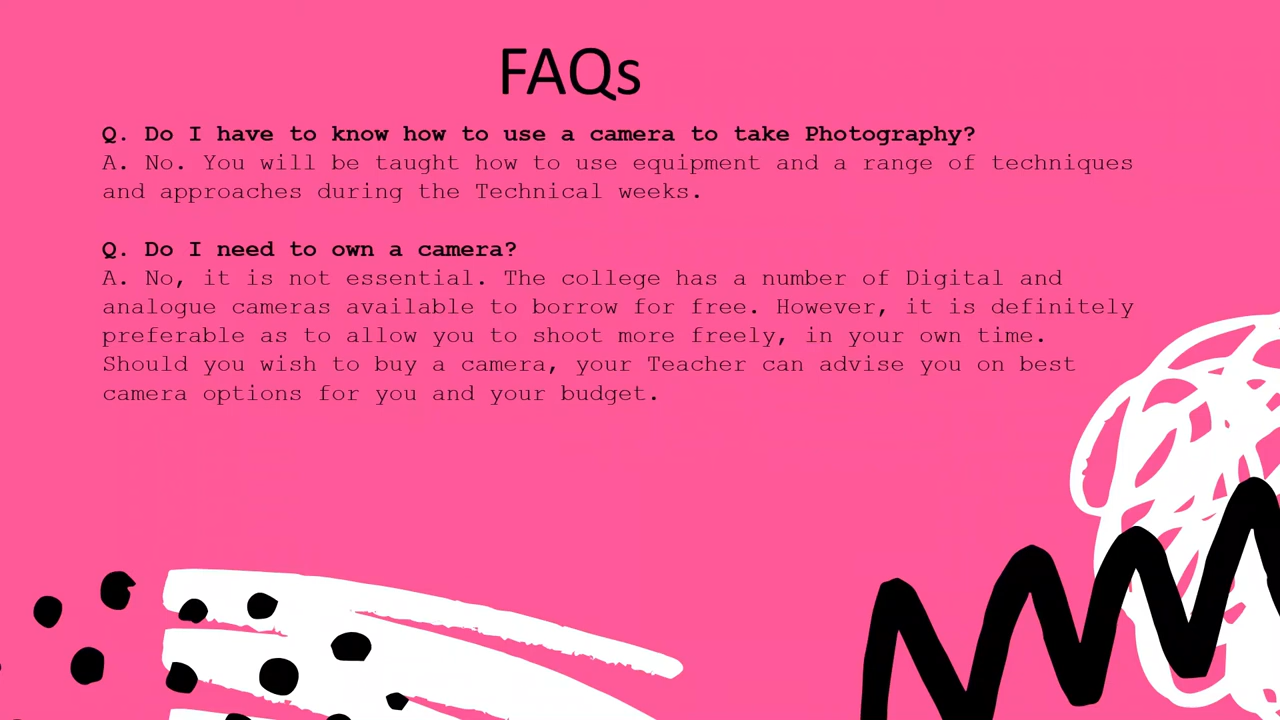 FAQs
Q. Do I have to know how to use a camera to take Photography?
A. No. You will be taught how to use equipment and a range of techniques
and approaches during the Technical weeks.
Q. Do I need to own a camera?
A. No, it is not essential. The college has a number of Digital and
analogue cameras available to borrow for free. However, it is definitely
preferable as to allow you to shoot more freely, in your own time.
Should you wish to buy a camera, your Teacher can advise you on best
camera options for you and your budget.